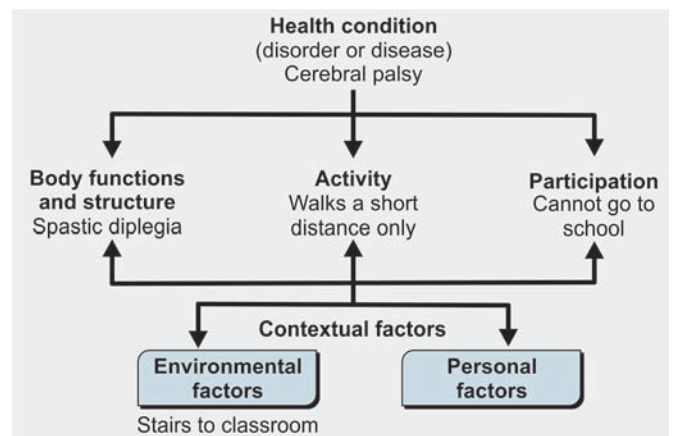 Health condition
(disorder or disease)
Cerebral palsy
Body functions
and structure
Spastic diplegia
Activity
Walks a short
distance only
Participation
Cannot go to
school
Contextual factors
Environmental
factors
Personal
factors
Stairs to classroom